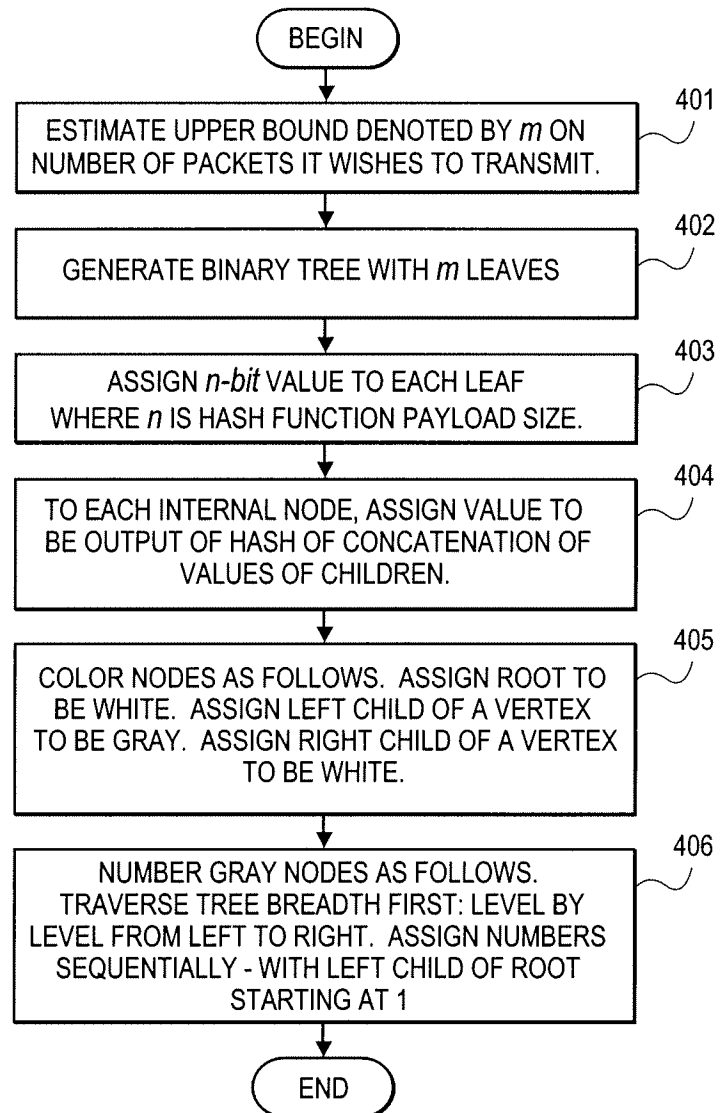 BEGIN
401
ESTIMATE UPPER BOUND DENOTED BY m ON
NUMBER OF PACKETS IT WISHES TO TRANSMIT.
402
GENERATE BINARY TREE WITH m LEAVES
403
ASSIGN n-bit VALUE TO EACH LEAF
WHERE n IS HASH FUNCTION PAYLOAD SIZE.
404
TO EACH INTERNAL NODE, ASSIGN VALUE TO
BE OUTPUT OF HASH OF CONCATENATION OF
VALUES OF CHILDREN.
405
COLOR NODES AS FOLLOWS. ASSIGN ROOT TO
BE WHITE. ASSIGN LEFT CHILD OF A VERTEX
TO BE GRAY. ASSIGN RIGHT CHILD OF A VERTEX
TO BE WHITE.
406
NUMBER GRAY NODES AS FOLLOWS.
TRAVERSE TREE BREADTH FIRST: LEVEL BY
LEVEL FROM LEFT TO RIGHT. ASSIGN NUMBERS
SEQUENTIALLY - WITH LEFT CHILD OF ROOT
STARTING AT 1
END